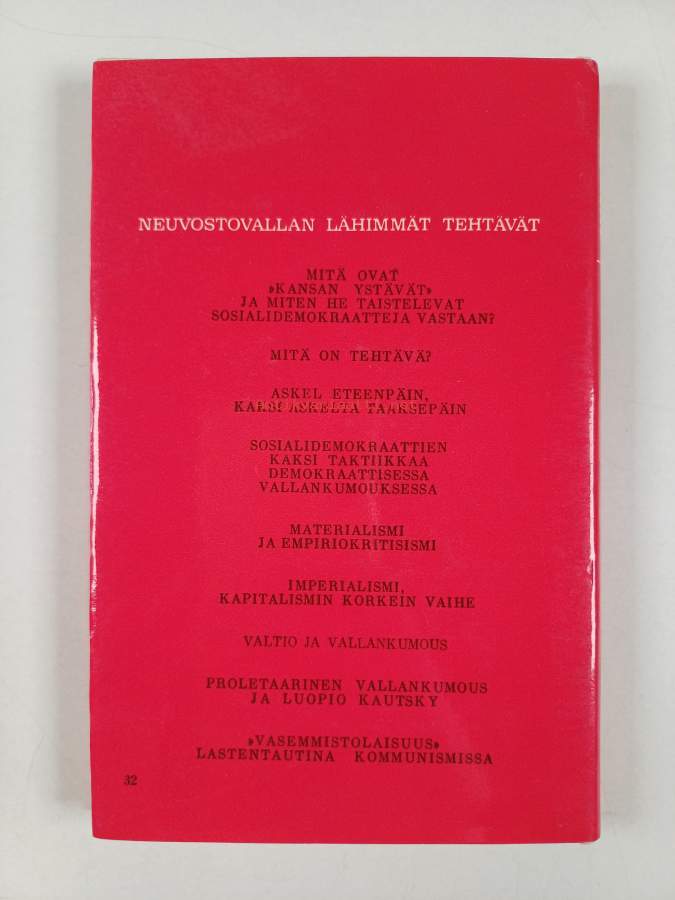 NEUVOSTOVALLAN LÄHIMMÄT TEHTÄVÄT
MITÄ OVAT
»KANSAN YSTÄVÄT»
JA MITEN HE TAISTELEVAT
SOSIALIDEMOKRAATTEJA VASTAAN?
MITÄ ON TEHTÄVÄ?
ASKEL ETEENPÄIN,
KAKSI ASKELTA TAAKSEPÄIN
SOSIALIDEMOKRAATTIEN
KAKSI TAKTIIKKAA
DEMOKRAATTISESSA
VALLANKUMOUKSESSA
MATERIALISMI
JA EMPIRIOKRITISISMI
IMPERIALISMI,
KAPITALISMIN KORKEIN VAIHE
VALTIO JA VALLANKUMOUS
PROLETAARINEN VALLANKUMOUS
JA LUOPIO KAUTSKY
»VASEMMISTOLAISUUS»
LASTENTAUTINA KOMMUNISMISSA
32